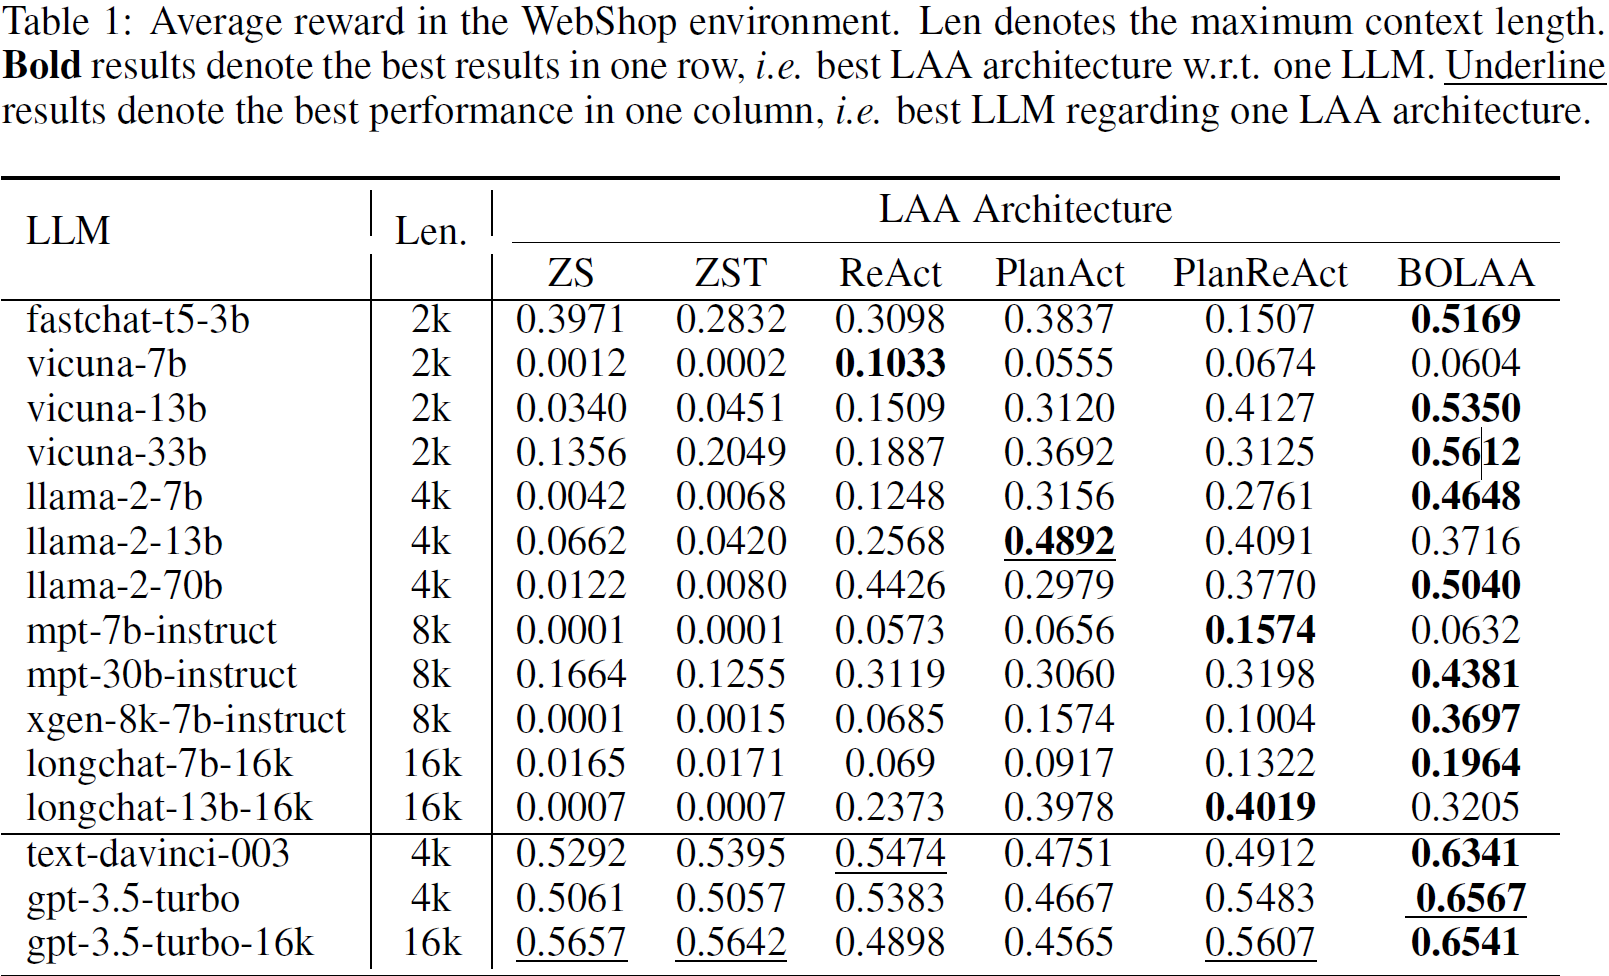 Table 1: Average reward in the WebShop environment. Len denotes the maximum context length.
Bold results denote the best results in one row, i.e. best LAA architecture w.r.t. one LLM. Underline
results denote the best performance in one column, i.e. best LLM regarding one LAA architecture.
LLM Len. LAA Architecture
ZS ZST ReAct PlanAct PlanReAct BOLAA
fastchat-t5-3b 2k 0.3971 0.2832 0.3098 0.3837 0.1507 0.5169
vicuna-7b 2k 0.0012 0.0002 0.1033 0.0555 0.0674 0.0604
vicuna-13b 2k 0.0340 0.0451 0.1509 0.3120 0.4127 0.5350
vicuna-33b 2k 0.1356 0.2049 0.1887 0.3692 0.3125 0.5612
llama-2-7b 4k 0.0042 0.0068 0.1248 0.3156 0.2761 0.4648
llama-2-13b 4k 0.0662 0.0420 0.2568 0.4892 0.4091 0.3716
llama-2-70b 4k 0.0122 0.0080 0.4426 0.2979 0.3770 0.5040
mpt-7b-instruct 8k 0.0001 0.0001 0.0573 0.0656 0.1574 0.0632
mpt-30b-instruct 8k 0.1664 0.1255 0.3119 0.3060 0.3198 0.4381
xgen-8k-7b-instruct 8k 0.0001 0.0015 0.0685 0.1574 0.1004 0.3697
longchat-7b-16k 16k 0.0165 0.0171 0.069 0.0917 0.1322 0.1964
longchat-13b-16k 16k 0.0007 0.0007 0.2373 0.3978 0.4019 0.3205
text-davinci-003 4k 0.5292 0.5395 0.5474 0.4751 0.4912 0.6341
gpt-3.5-turbo 4k 0.5061 0.5057 0.5383 0.4667 0.5483 0.6567
gpt-3.5-turbo-16k 16k 0.5657 0.5642 0.4898 0.4565 0.5607 0.6541